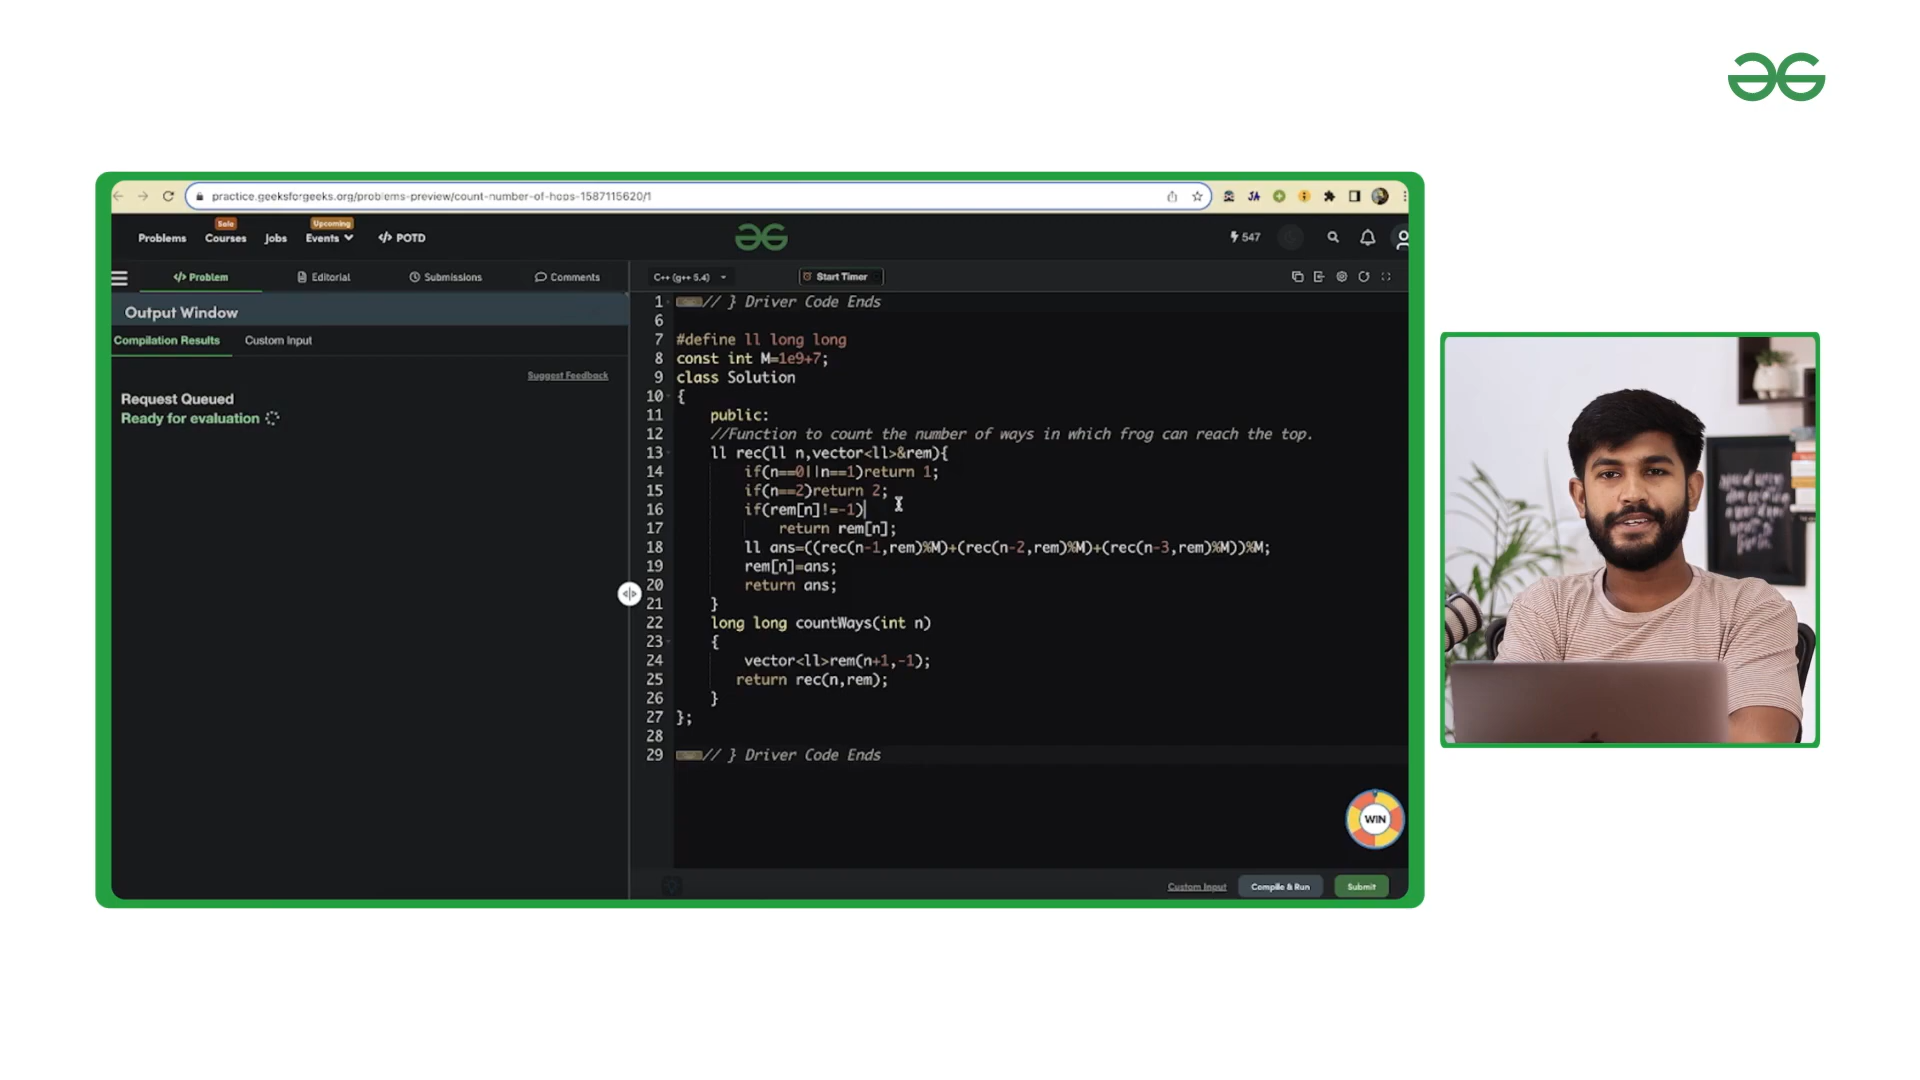 practice.geeksforgeeks.org/problems-preview/count-number-of-hops-1587115620/1
Sale
Upcoming
Problems Courses Jobs Events </> POTD
547
</> Problem Editorial Submissions Comments
C++ (g++ 5.4) Start Timer
Output Window
Compilation Results Custom Input
Suggest Feedback
Request Queued
Ready for evaluation
1 // } Driver Code Ends
6
7 #define ll long long
8 const int M=1e9+7;
9 class Solution
10 {
11 public:
12 //Function to count the number of ways in which frog can reach the top.
13 ll rec(ll n,vector<ll>&rem){
14 if(n==0||n==1)return 1;
15 if(n==2)return 2;
16 if(rem[n]!=-1)
17 return rem[n];
18 ll ans=((rec(n-1,rem)%M)+(rec(n-2,rem)%M)+(rec(n-3,rem)%M))%M;
19 rem[n]=ans;
20 return ans;
21 }
22 long long countWays(int n)
23 {
24 vector<ll>rem(n+1,-1);
25 return rec(n,rem);
26 }
27 };
28
29 // } Driver Code Ends
WIN
Custom Input Compile & Run Submit